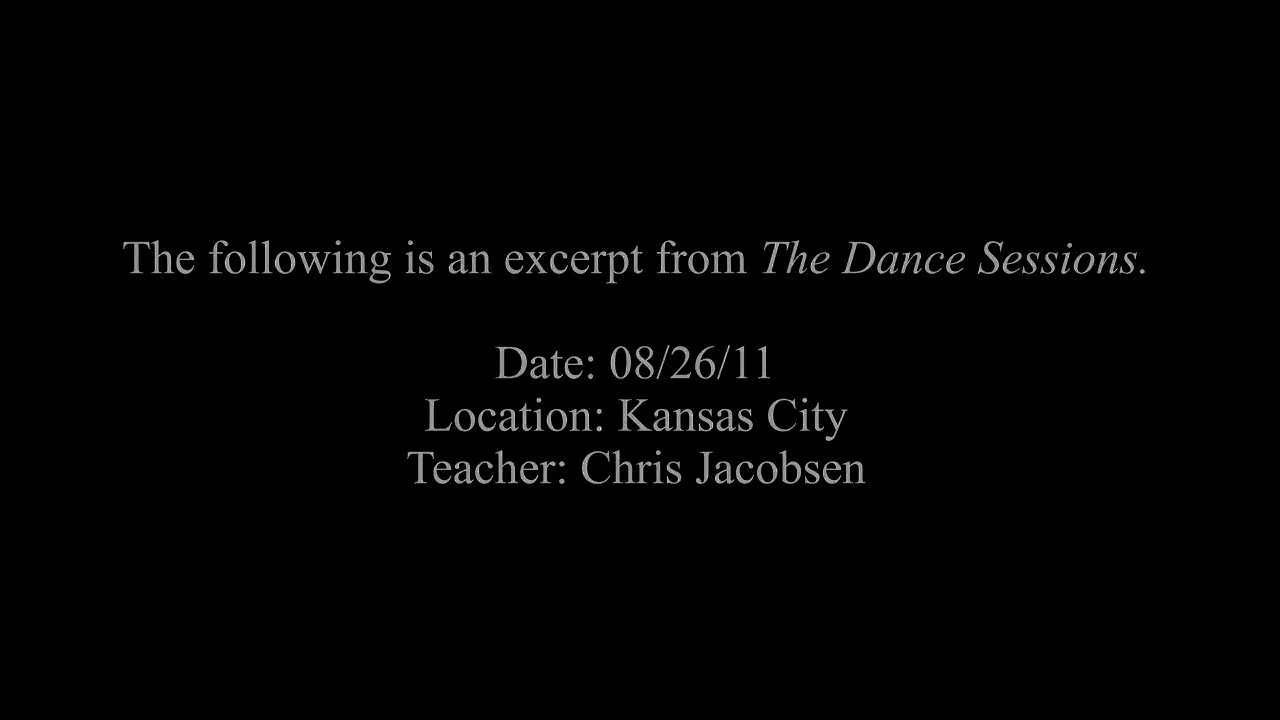 The following is an excerpt from The Dance Sessions.
Date: 08/26/11
Location: Kansas City
Teacher: Chris Jacobsen